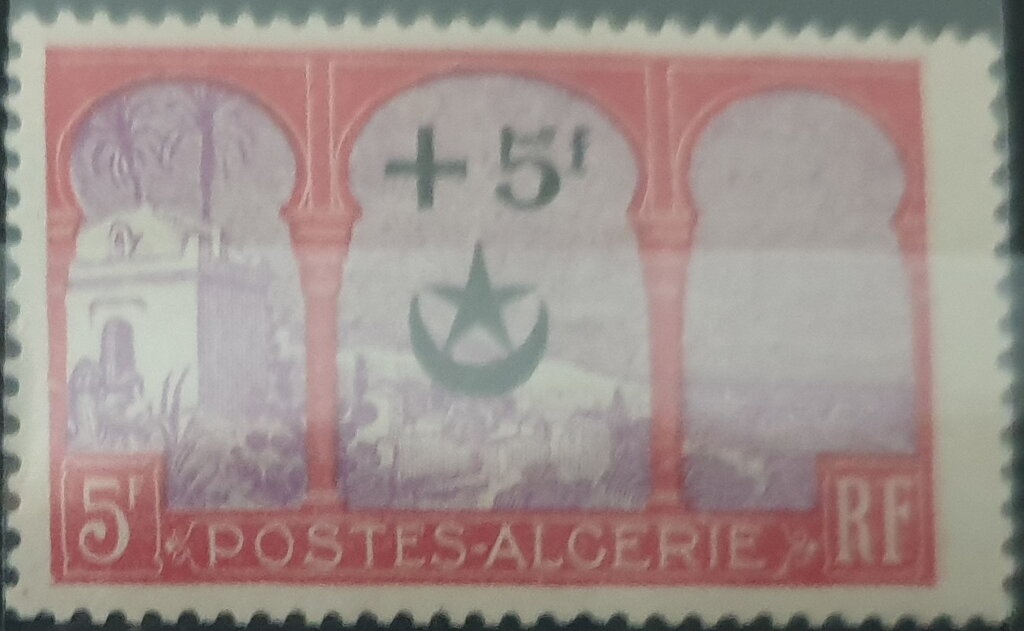 + 5f
5F
POSTES-ALGERIE
RF